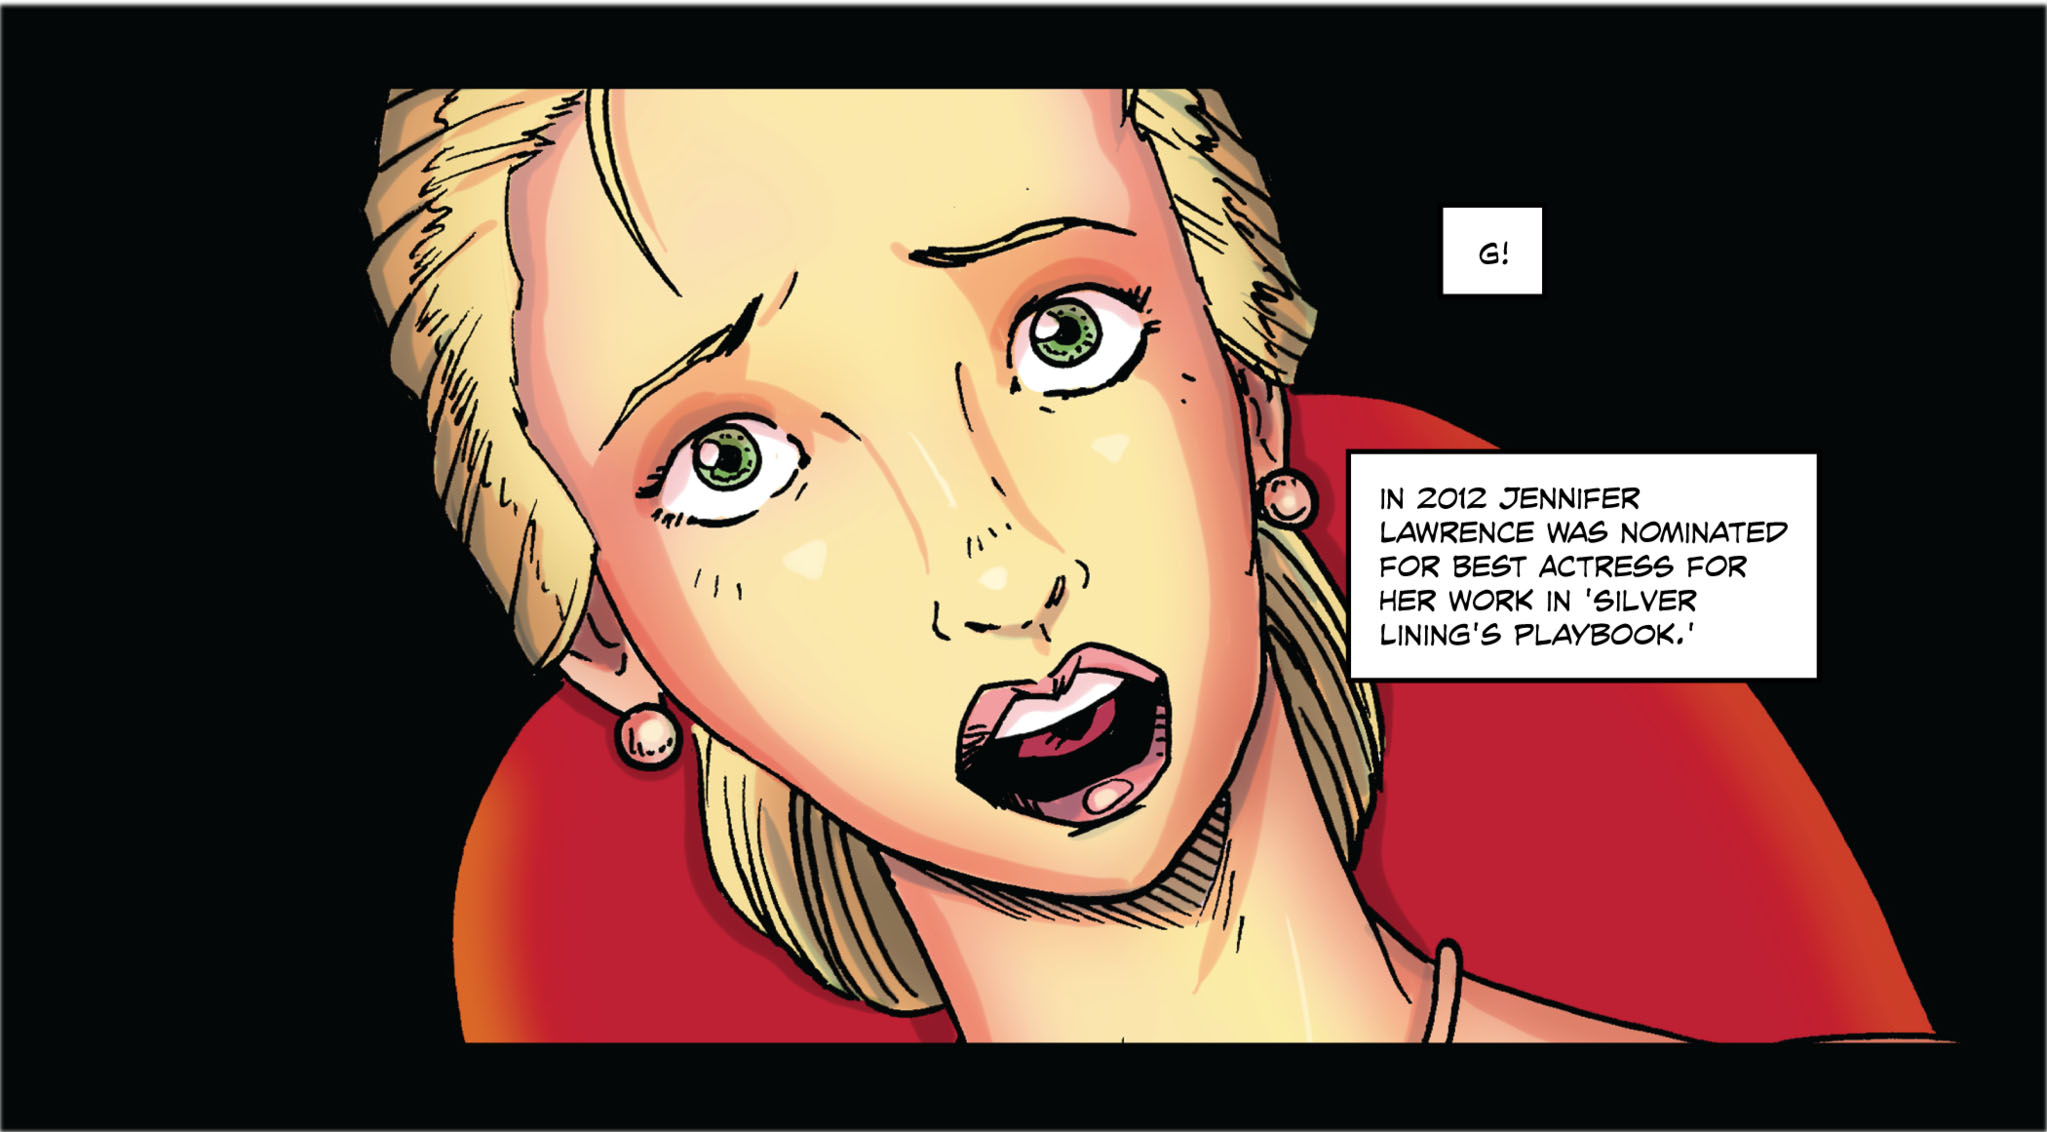 G!
IN 2012 JENNIFER
LAWRENCE WAS NOMINATED
FOR BEST ACTRESS FOR
HER WORK IN 'SILVER
LINING'S PLAYBOOK.'